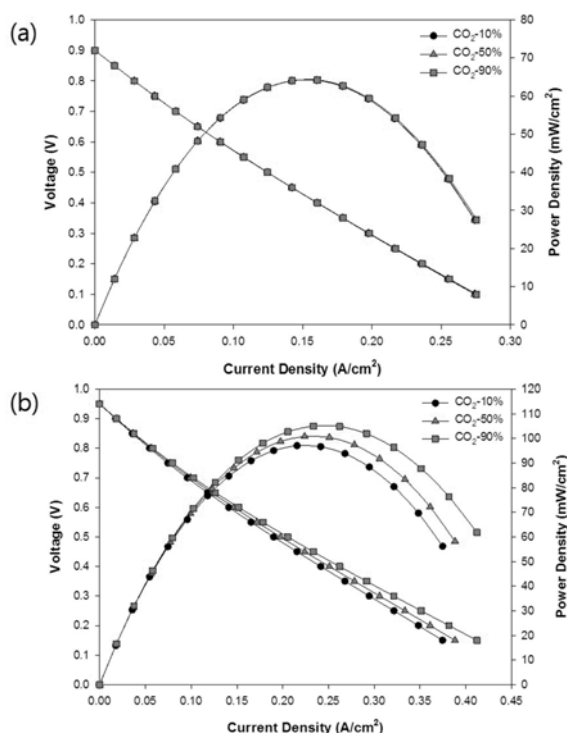 (a)
CO₂-10%
CO₂-50%
CO₂-90%
Voltage (V)
1.0
0.9
0.8
0.7
0.6
0.5
0.4
0.3
0.2
0.1
0.0
80
70
60
50
40
30
20
10
0
Power Density (mW/cm²)
0.00 0.05 0.10 0.15 0.20 0.25 0.30
Current Density (A/cm²)
(b)
CO₂-10%
CO₂-50%
CO₂-90%
Voltage (V)
1.0
0.9
0.8
0.7
0.6
0.5
0.4
0.3
0.2
0.1
0.0
120
110
100
90
80
70
60
50
40
30
20
10
0
Power Density (mW/cm²)
0.00 0.05 0.10 0.15 0.20 0.25 0.30 0.35 0.40 0.45
Current Density (A/cm²)